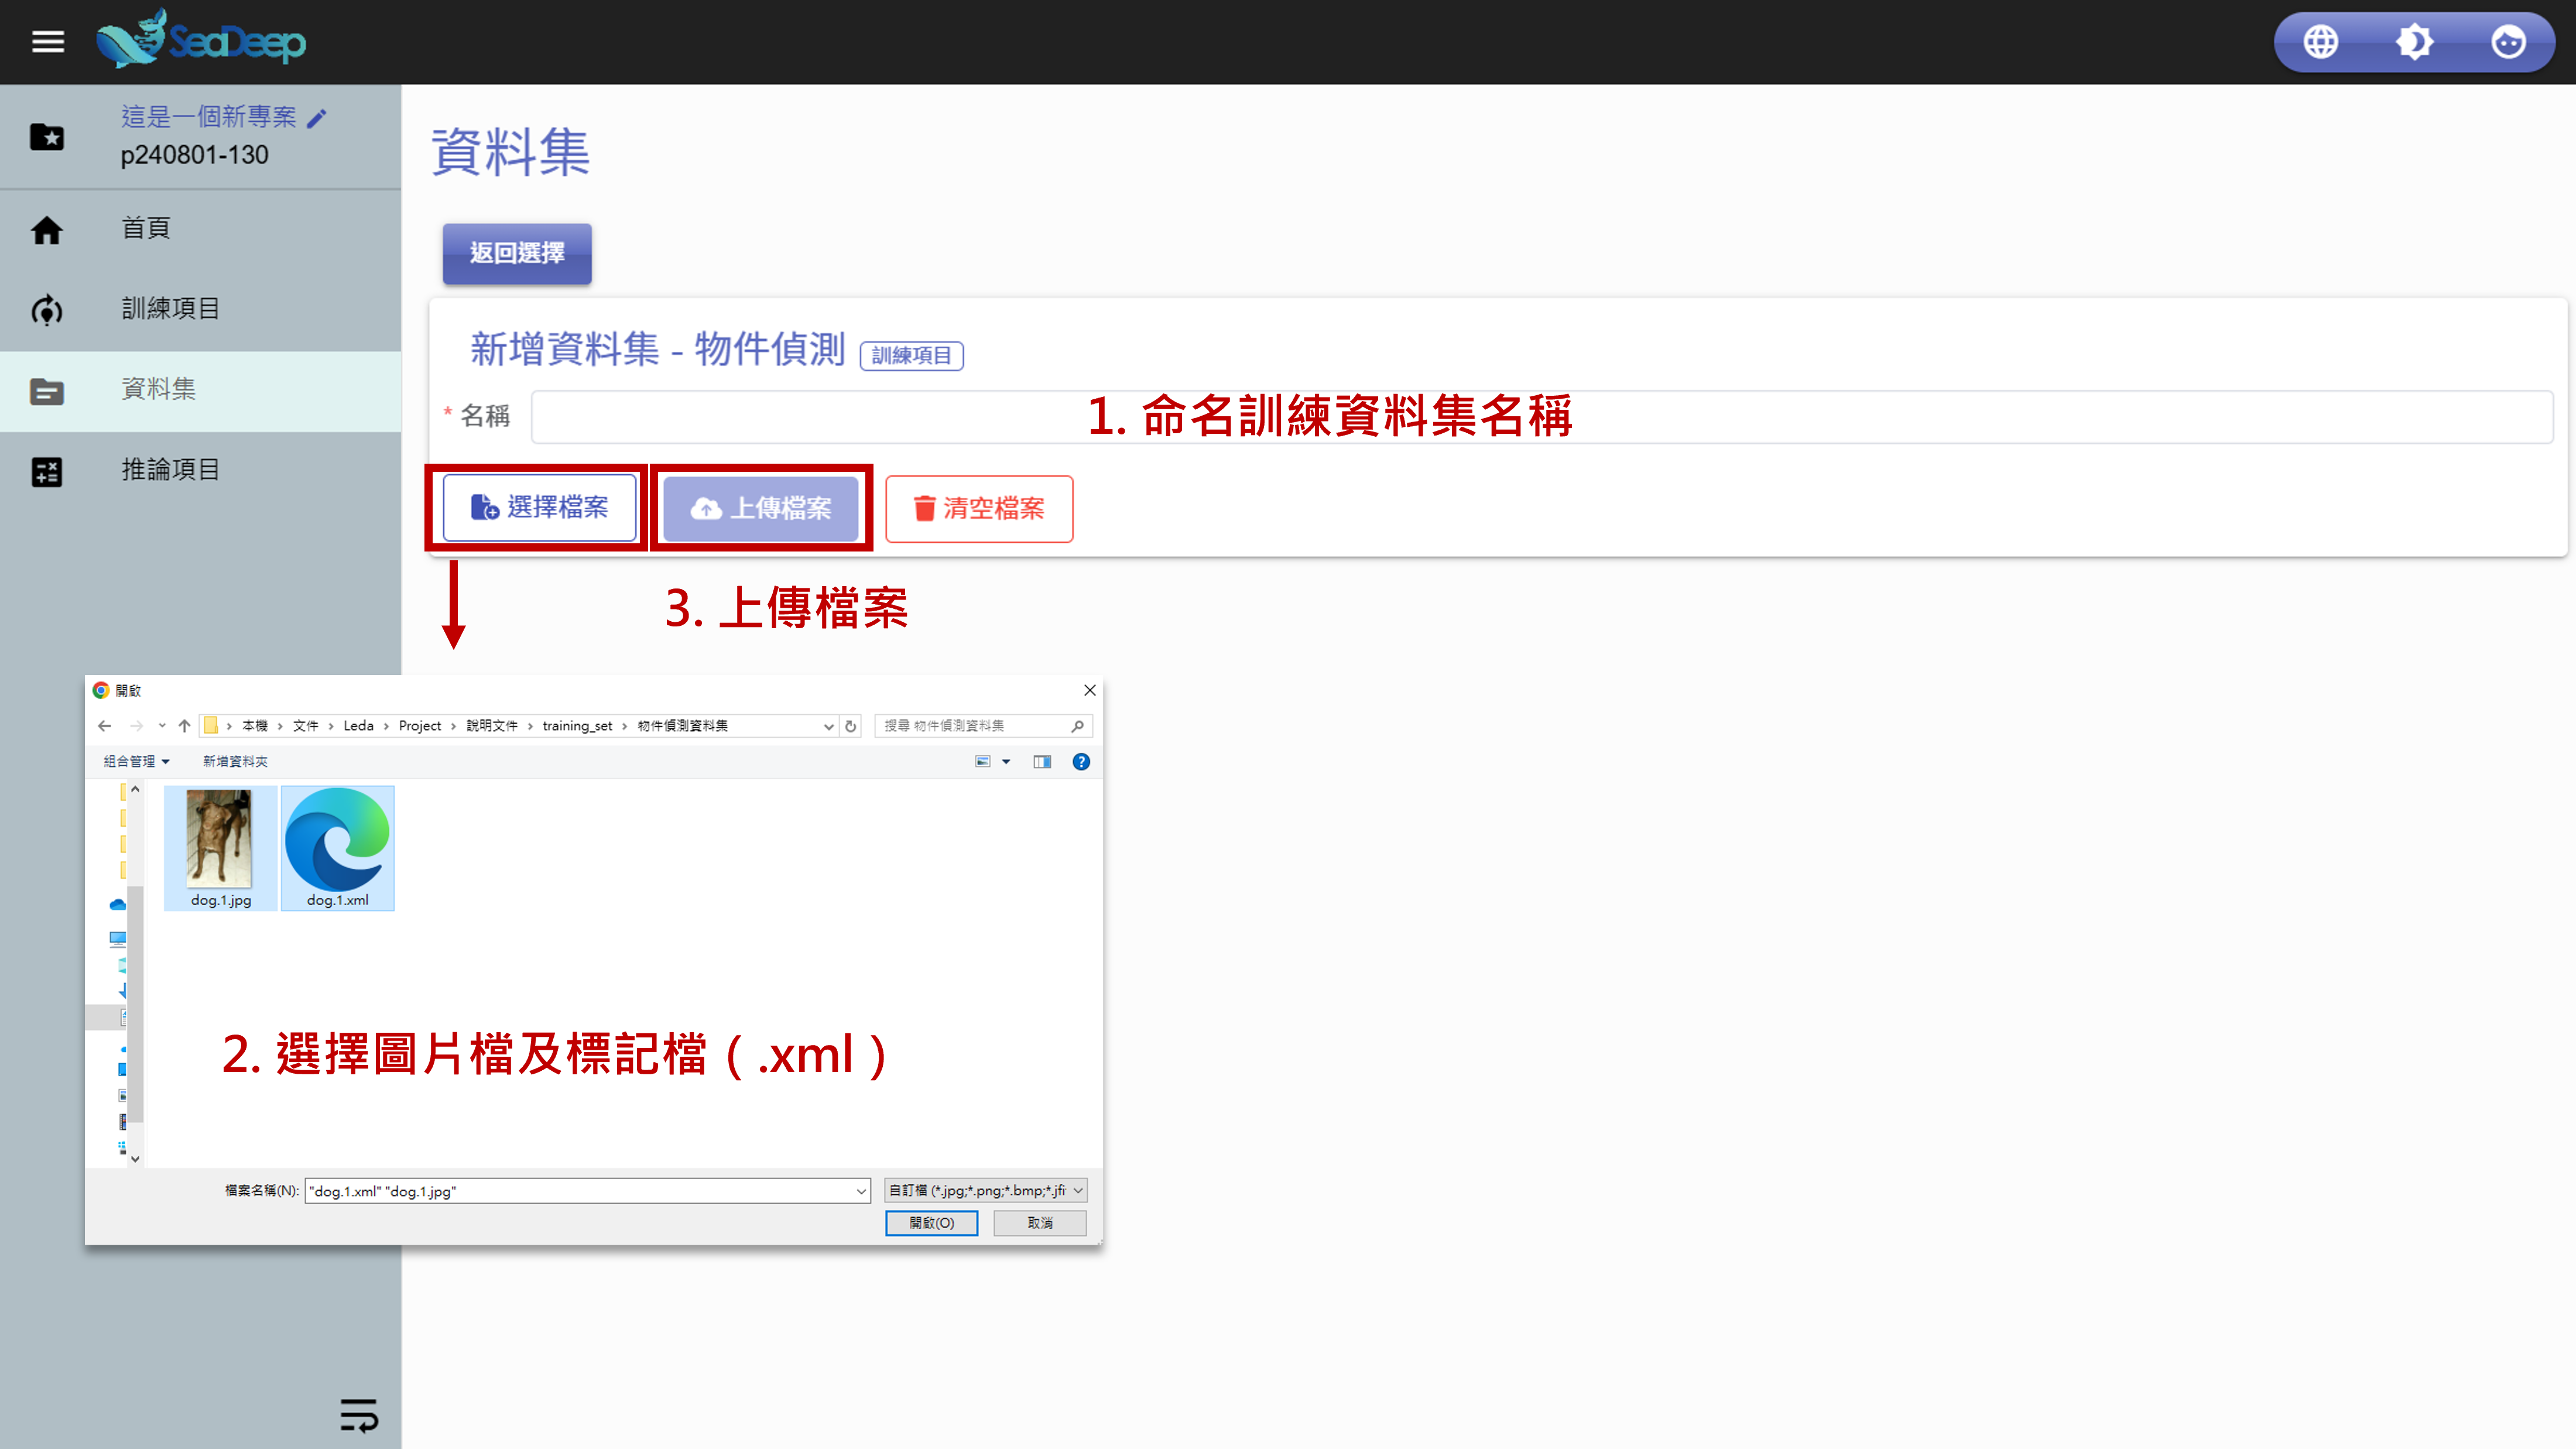 SeaDeep
這是一個新專案
p240801-130
首頁
訓練項目
資料集
推論項目
資料集
返回選擇
新增資料集 - 物件偵測 訓練項目
* 名稱
1. 命名訓練資料集名稱
選擇檔案 上傳檔案 清空檔案
3. 上傳檔案
開啟
本機 › 文件 › Leda › Project › 說明文件 › training_set › 物件偵測資料集
搜尋 物件偵測資料集
組合管理 新增資料夾
dog.1.jpg dog.1.xml
2. 選擇圖片檔及標記檔（.xml）
檔案名稱(N): "dog.1.xml" "dog.1.jpg" 自訂檔 (*.jpg;*.png;*.bmp;*.jfi
開啟(O) 取消